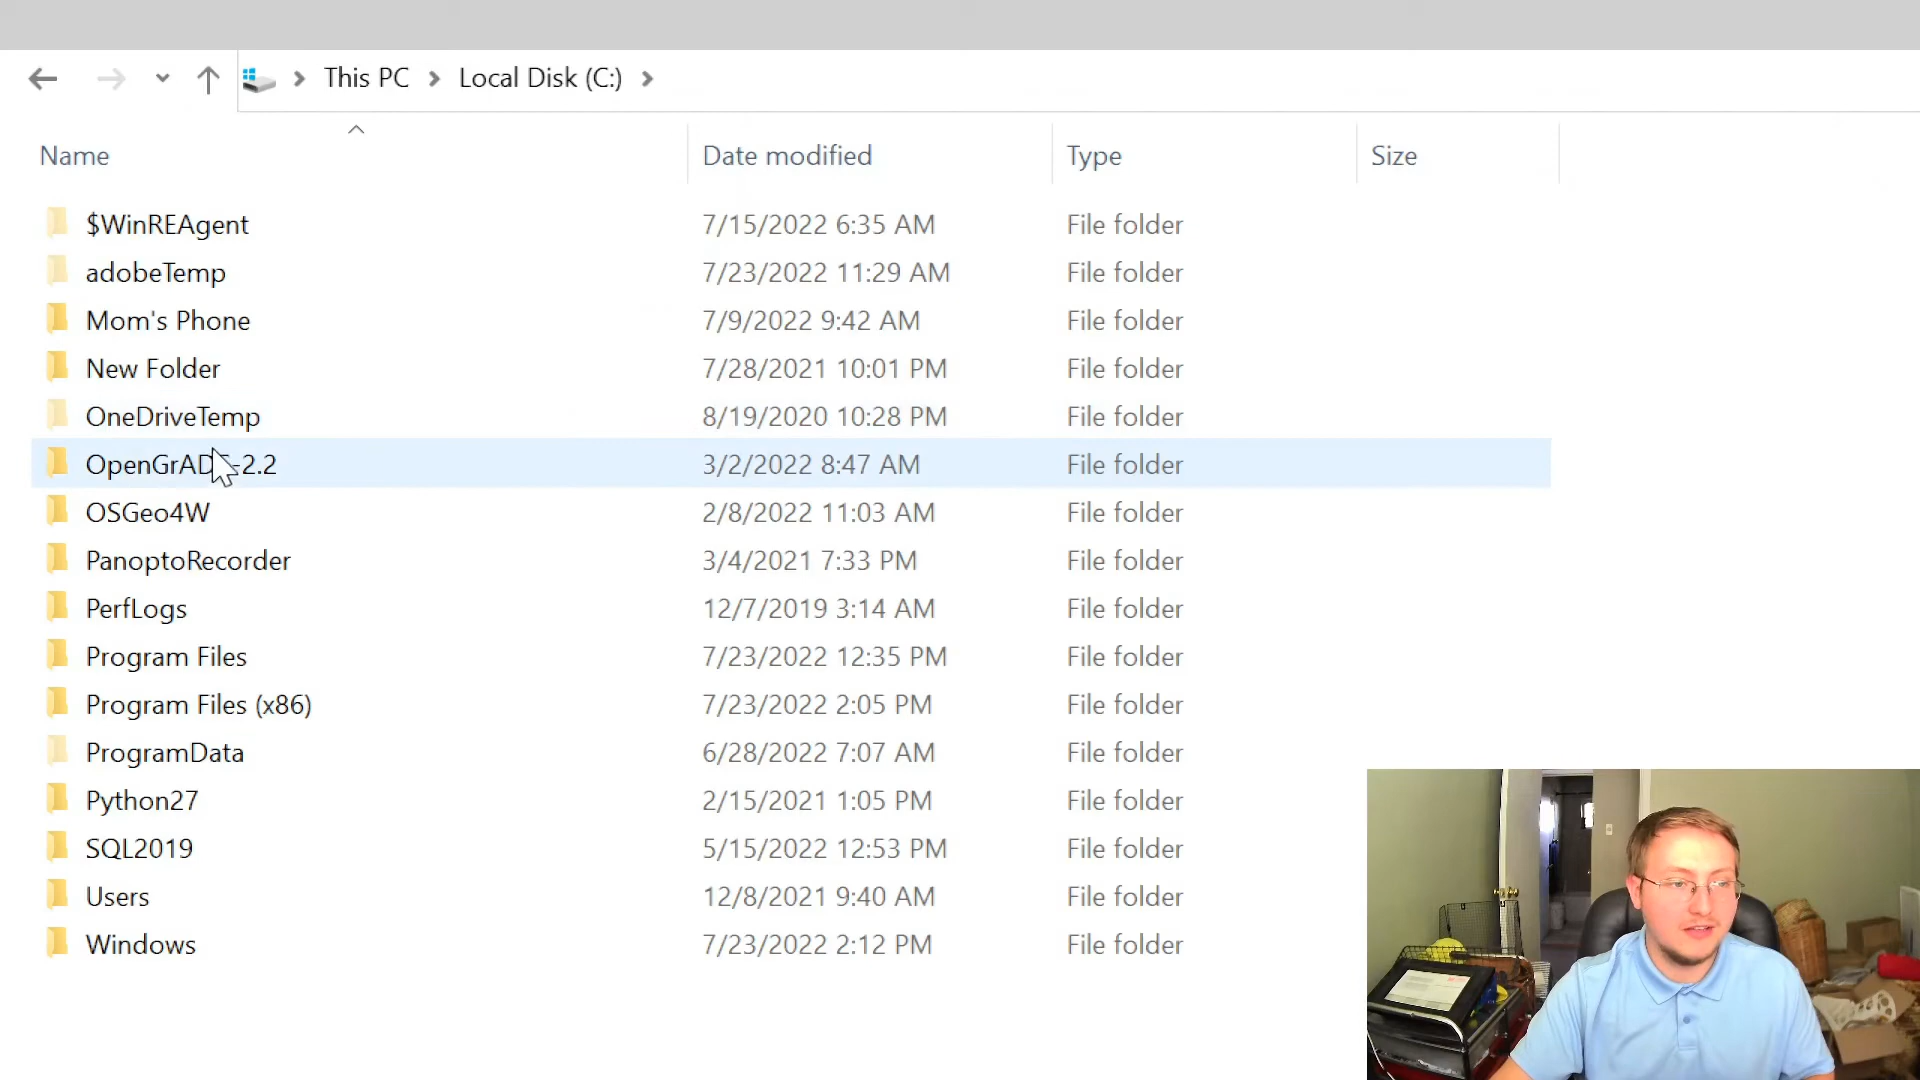 This PC > Local Disk (C:) >
Name Date modified Type Size
$WinREAgent 7/15/2022 6:35 AM File folder
adobeTemp 7/23/2022 11:29 AM File folder
Mom's Phone 7/9/2022 9:42 AM File folder
New Folder 7/28/2021 10:01 PM File folder
OneDriveTemp 8/19/2020 10:28 PM File folder
OpenGrADS-2.2 3/2/2022 8:47 AM File folder
OSGeo4W 2/8/2022 11:03 AM File folder
PanoptoRecorder 3/4/2021 7:33 PM File folder
PerfLogs 12/7/2019 3:14 AM File folder
Program Files 7/23/2022 12:35 PM File folder
Program Files (x86) 7/23/2022 2:05 PM File folder
ProgramData 6/28/2022 7:07 AM File folder
Python27 2/15/2021 1:05 PM File folder
SQL2019 5/15/2022 12:53 PM File folder
Users 12/8/2021 9:40 AM File folder
Windows 7/23/2022 2:12 PM File folder